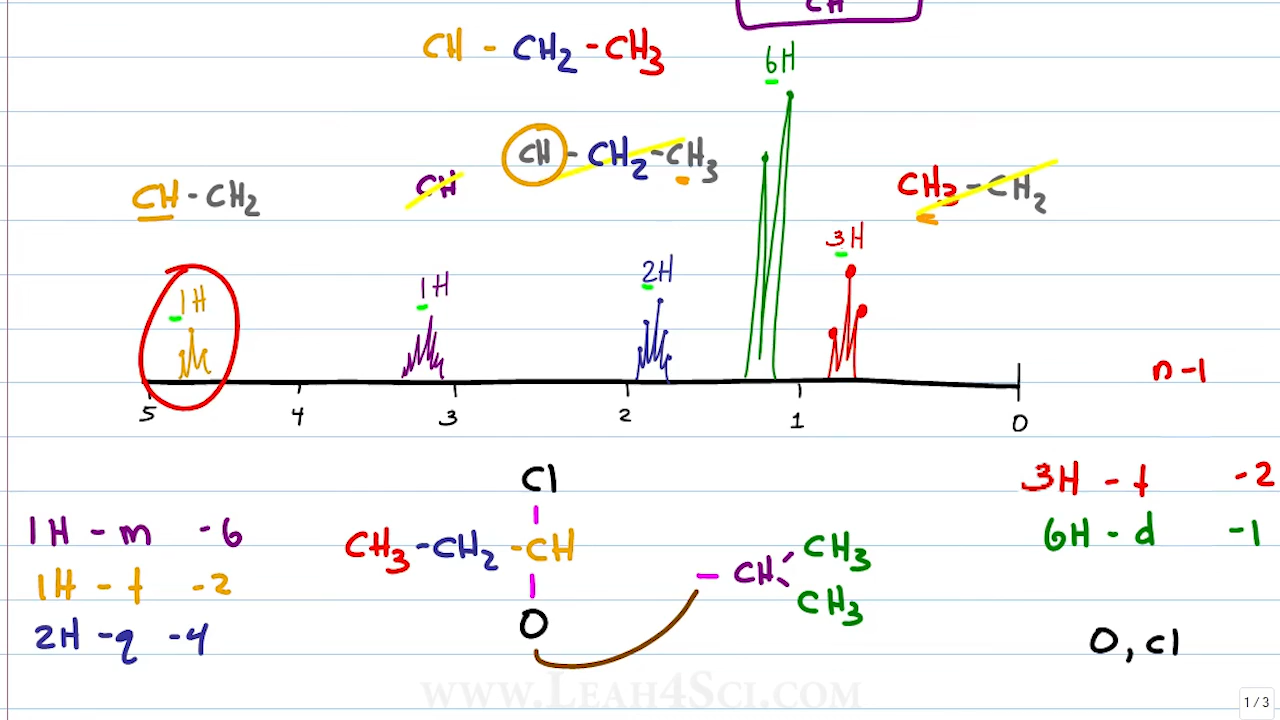 CH
CH - CH2 - CH3
6H
CH - CH2 - CH3
CH - CH2
CH
CH3 - CH2
3H
1H
1H
2H
n-1
5 4 3 2 1 0
Cl
3H - t -2
1H - m -6
CH3 - CH2 - CH
- CH
CH3
6H - d -1
1H - t -2
CH3
2H - q -4
O
O, cl
www.Leah4Sci.com
1 / 3